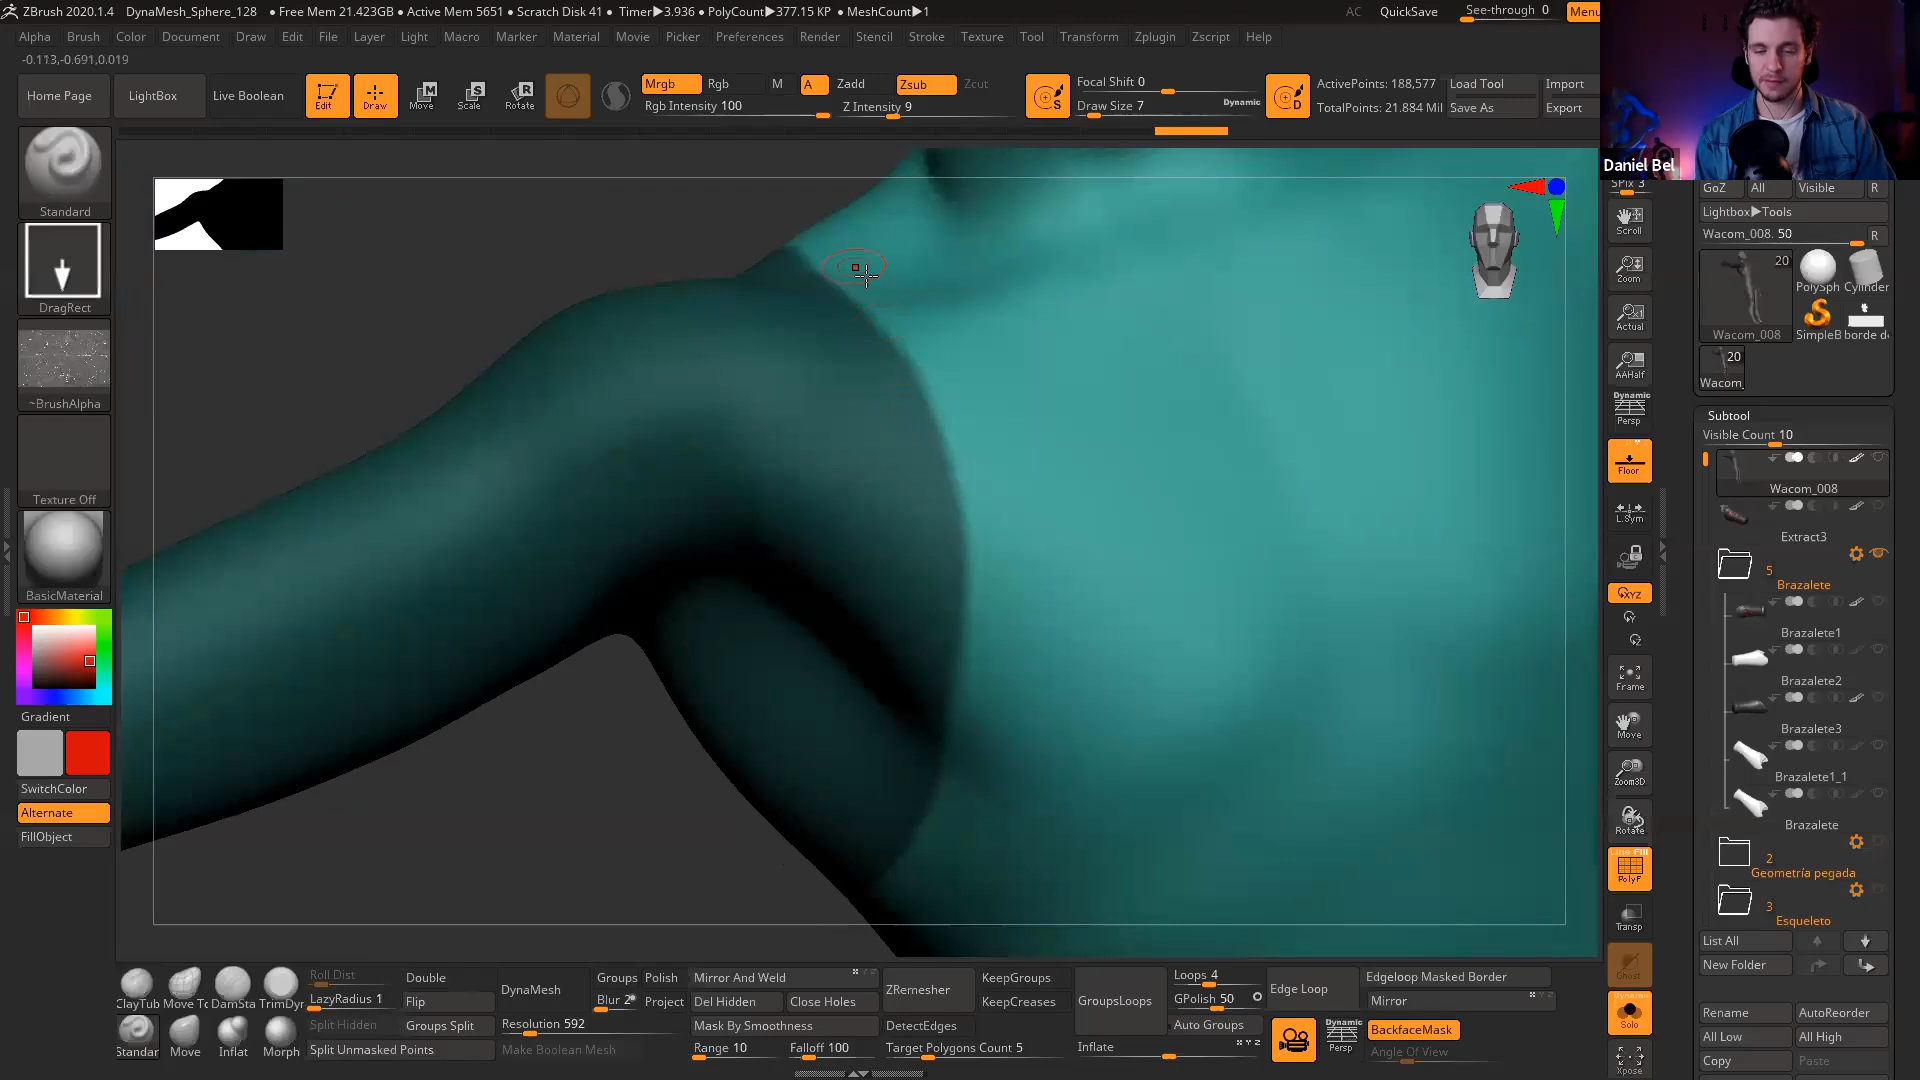 ZBrush 2020.1.4 DynaMesh_Sphere_128 ● Free Mem 21.423GB ● Active Mem 5651 ● Scratch Disk 41 ● Timer▶3.936 ● PolyCount▶377.15 KP ● MeshCount▶1 AC QuickSave See-through 0 Menu
Alpha Brush Color Document Draw Edit File Layer Light Macro Marker Material Movie Picker Preferences Render Stencil Stroke Texture Tool Transform Zplugin Zscript Help
-0.113,-0.691,0.019
Home Page LightBox Live Boolean Edit Draw Move Scale Rotate
Mrgb Rgb M A Zadd Zsub Zcut
Rgb Intensity 100 Z Intensity 9
Focal Shift 0
Draw Size 7 Dynamic
ActivePoints: 188,577 Load Tool Import
TotalPoints: 21.884 Mil Save As Export
Daniel Bel
Standard
DragRect
~BrushAlpha
Texture Off
BasicMaterial
Gradient
SwitchColor
Alternate
FillObject
SPix 3
Scroll
Zoom
Actual
AAHalf
Dynamic
Persp
Floor
L.Sym
XYZ
Frame
Move
Zoom3D
Rotate
Line Fill
PolyF
Transp
Ghost
Dynamic
Solo
Xpose
GoZ All Visible R
Lightbox▶Tools
Wacom_008. 50 R
20
PolySph Cylinder
Wacom_008 SimpleB borde d
20
Wacom_
Subtool
Visible Count 10
Wacom_008
Extract3
5
Brazalete
Brazalete1
Brazalete2
Brazalete3
Brazalete1_1
Brazalete
2
Geometría pegada
3
Esqueleto
List All
New Folder
Rename AutoReorder
All Low All High
Copy Paste
ClayTub Move To DamSta TrimDyn
Standar Move Inflat Morph
Roll Dist Double
LazyRadius 1 Flip
Split Hidden Groups Split
Split Unmasked Points
DynaMesh Groups Polish
Blur 2 Project
Resolution 592
Make Boolean Mesh
Mirror And Weld
Del Hidden Close Holes
Mask By Smoothness
Range 10 Falloff 100
ZRemesher KeepGroups
KeepCreases
DetectEdges
Target Polygons Count 5
GroupsLoops
Loops 4
GPolish 50
Auto Groups
Inflate
Edge Loop
Edgeloop Masked Border
Mirror
Dynamic
Persp
BackfaceMask
Angle Of View